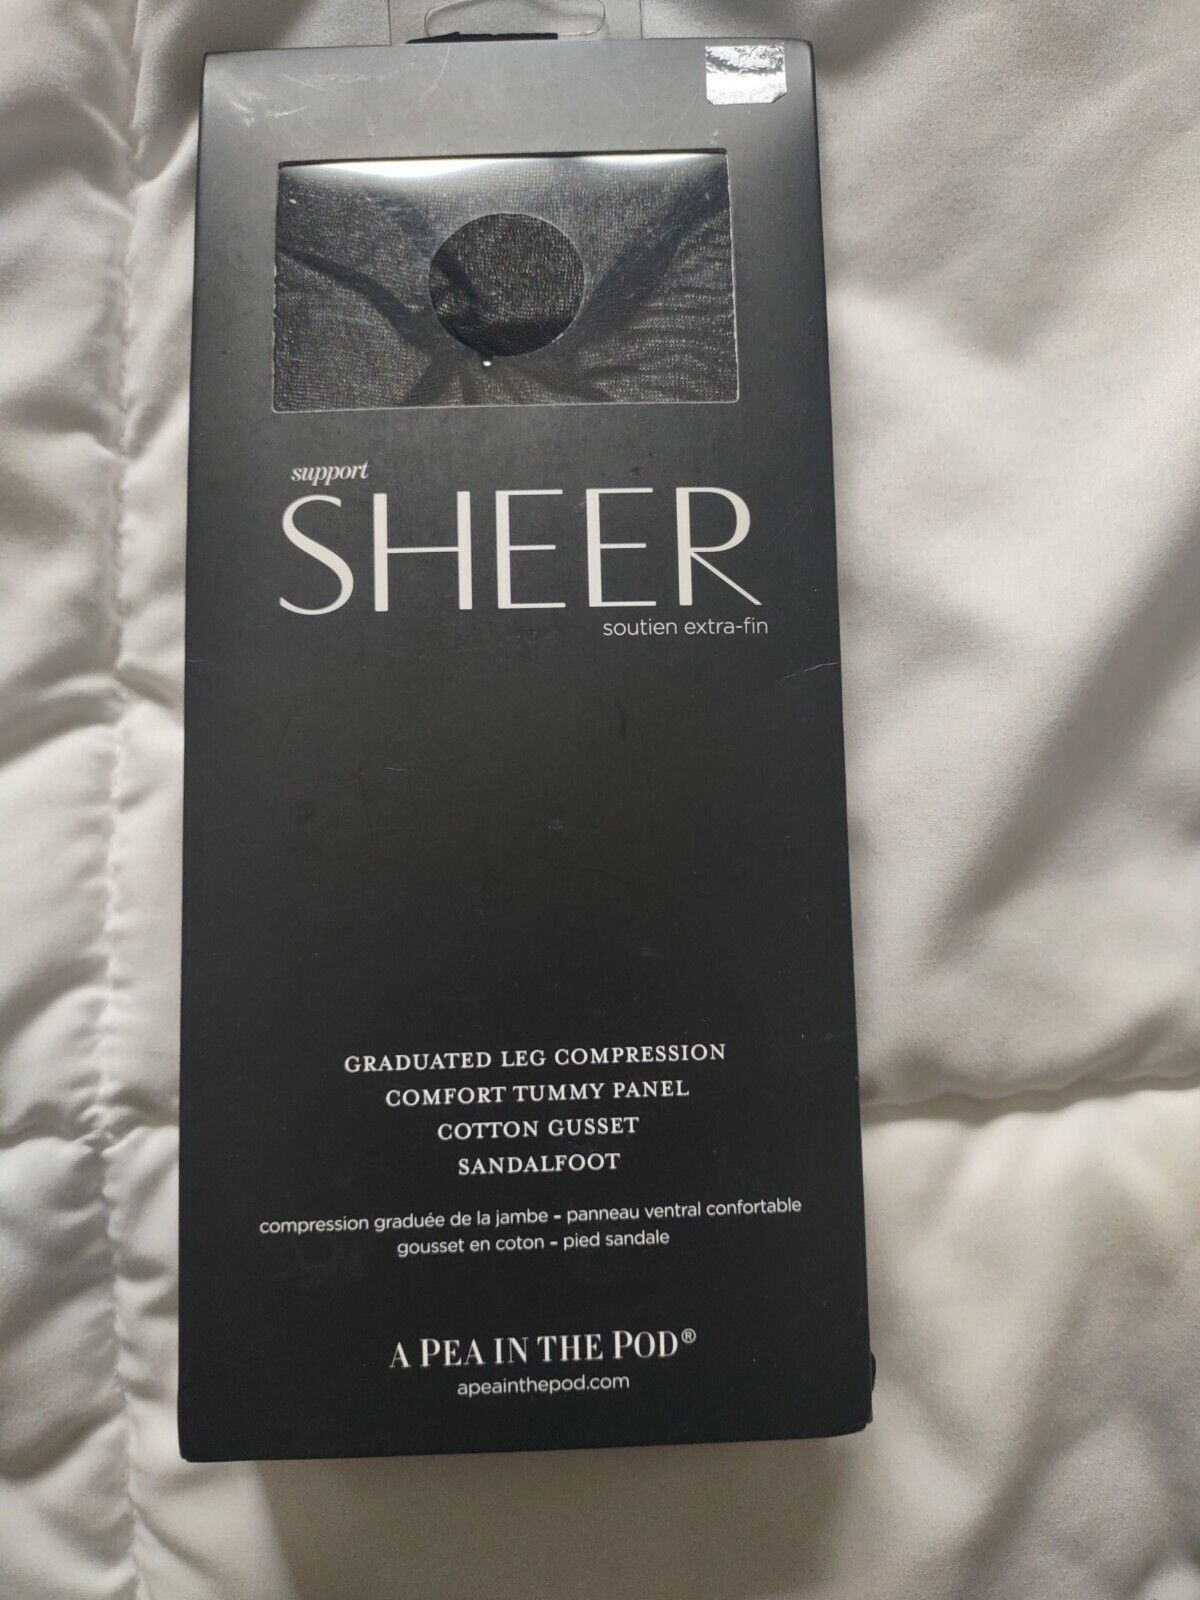 support
SHEER
soutien extra-fin
GRADUATED LEG COMPRESSION
COMFORT TUMMY PANEL
COTTON GUSSET
SANDALFOOT
compression graduée de la jambe - panneau ventral confortable
gousset en coton - pied sandale
A PEA IN THE POD®
apeainthepod.com